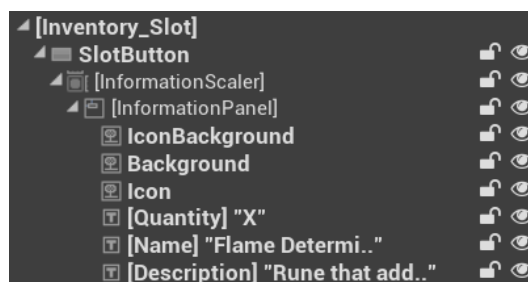 [Inventory_Slot]
SlotButton
[InformationScaler]
[InformationPanel]
IconBackground
Background
Icon
[Quantity] "X"
[Name] "Flame Determi.."
[Description] "Rune that add.."